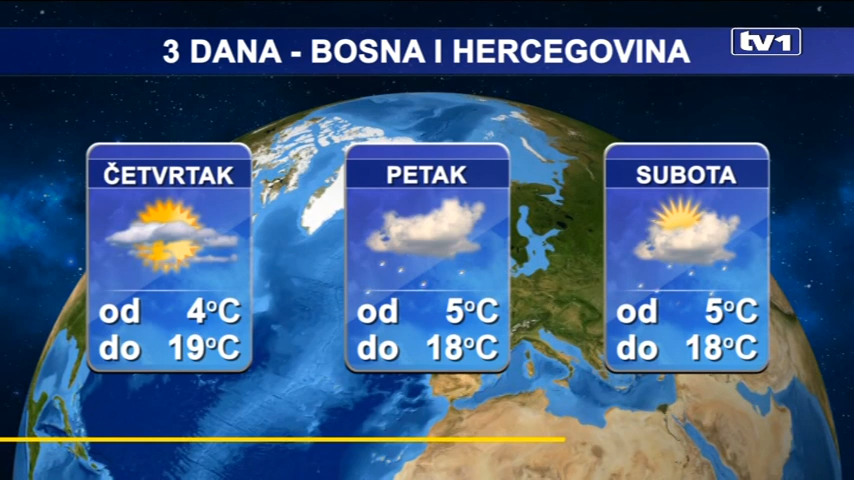 3 DANA - BOSNA I HERCEGOVINA
tv1
ČETVRTAK
od 4°C
do 19°C
PETAK
od 5°C
do 18°C
SUBOTA
od 5°C
do 18°C